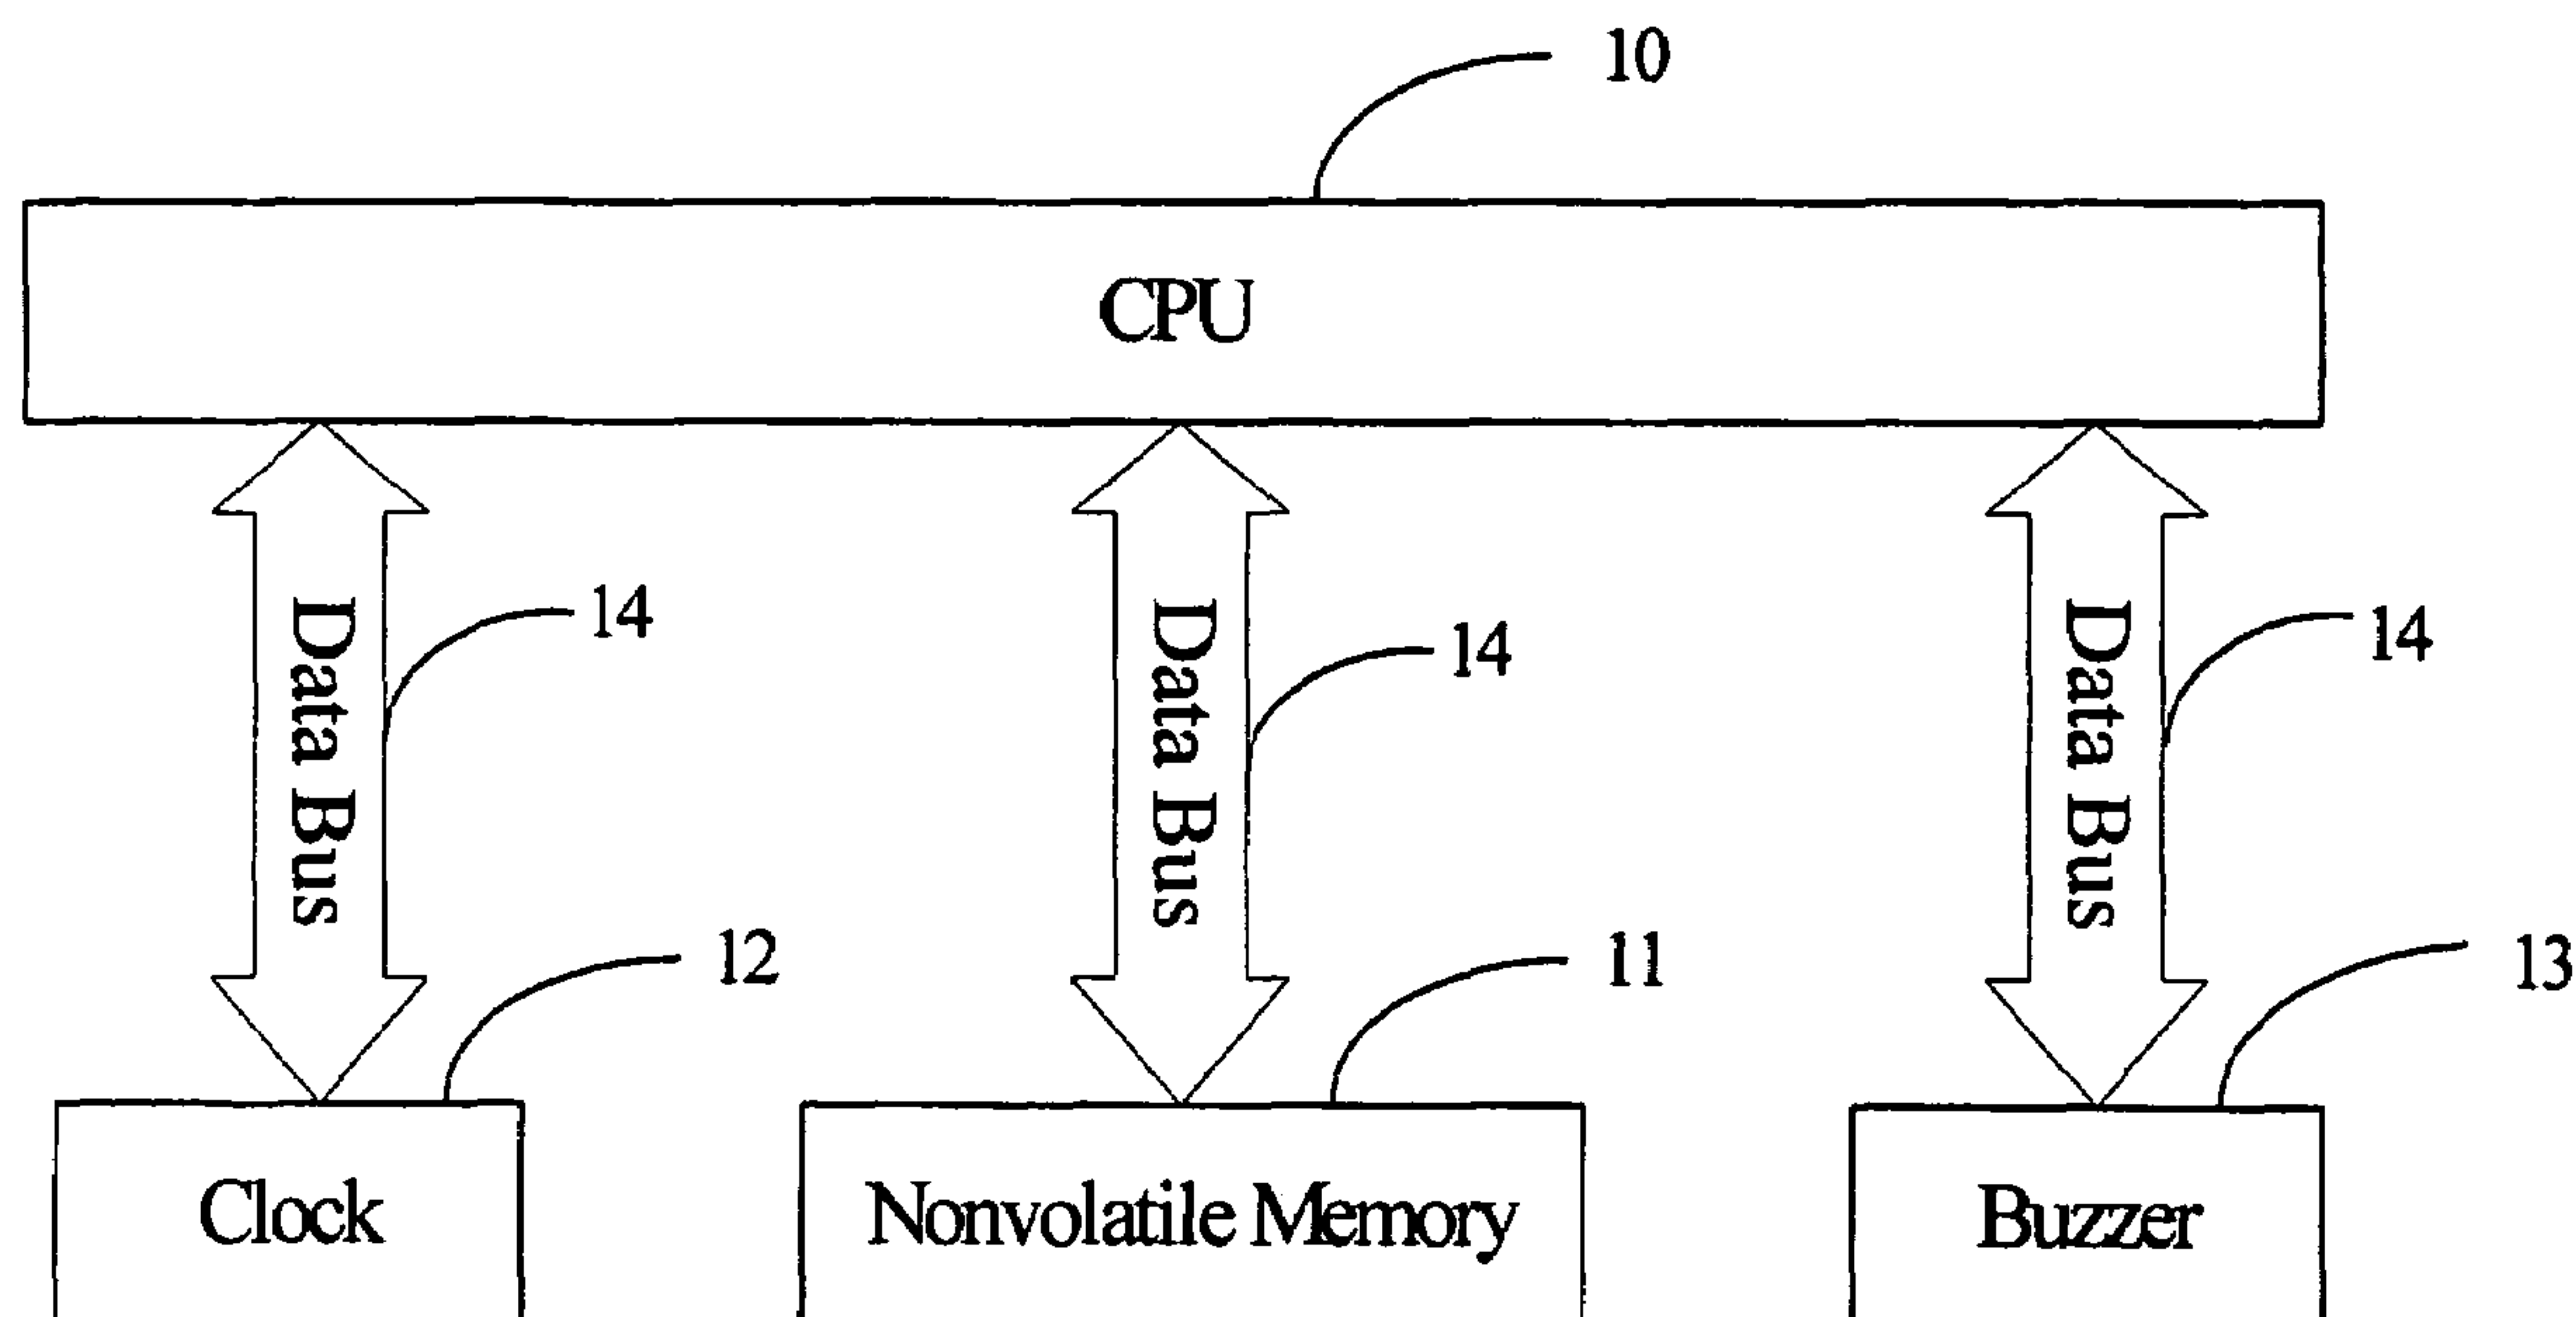 10
CPU
Data Bus
14
Data Bus
14
Data Bus
14
12
11
13
Clock
Nonvolatile Memory
Buzzer